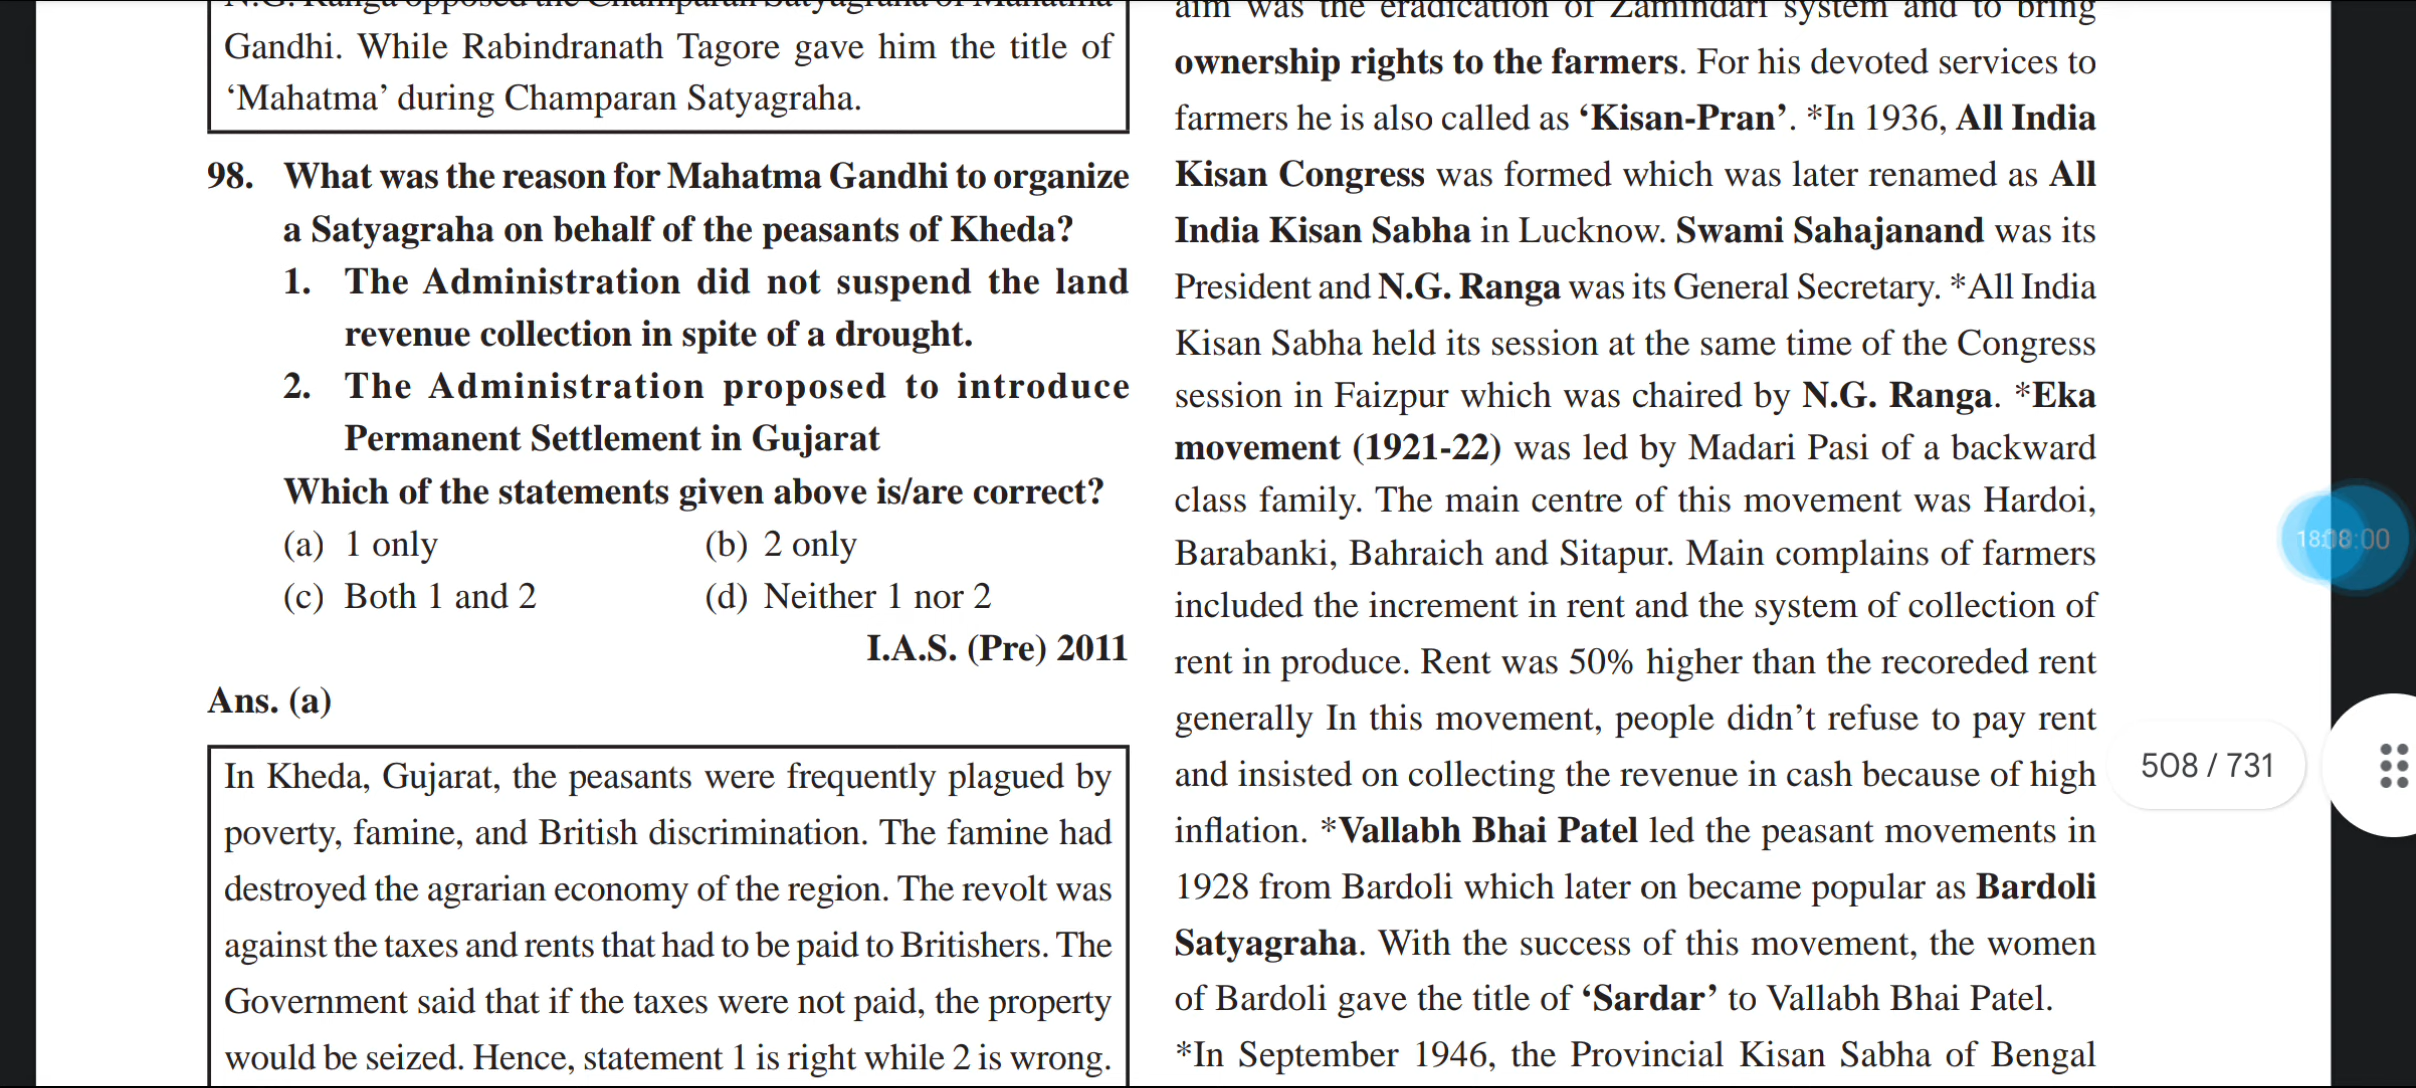 N.G. Ranga opposed the Champaran Satyagraha of Mahatma
Gandhi. While Rabindranath Tagore gave him the title of
‘Mahatma’ during Champaran Satyagraha.
98. What was the reason for Mahatma Gandhi to organize
a Satyagraha on behalf of the peasants of Kheda?
1. The Administration did not suspend the land
revenue collection in spite of a drought.
2. The Administration proposed to introduce
Permanent Settlement in Gujarat
Which of the statements given above is/are correct?
(a) 1 only (b) 2 only
(c) Both 1 and 2 (d) Neither 1 nor 2
I.A.S. (Pre) 2011
Ans. (a)
In Kheda, Gujarat, the peasants were frequently plagued by
poverty, famine, and British discrimination. The famine had
destroyed the agrarian economy of the region. The revolt was
against the taxes and rents that had to be paid to Britishers. The
Government said that if the taxes were not paid, the property
would be seized. Hence, statement 1 is right while 2 is wrong.
aim was the eradication of Zamindari system and to bring
ownership rights to the farmers. For his devoted services to
farmers he is also called as ‘Kisan-Pran’. *In 1936, All India
Kisan Congress was formed which was later renamed as All
India Kisan Sabha in Lucknow. Swami Sahajanand was its
President and N.G. Ranga was its General Secretary. *All India
Kisan Sabha held its session at the same time of the Congress
session in Faizpur which was chaired by N.G. Ranga. *Eka
movement (1921-22) was led by Madari Pasi of a backward
class family. The main centre of this movement was Hardoi,
Barabanki, Bahraich and Sitapur. Main complains of farmers
included the increment in rent and the system of collection of
rent in produce. Rent was 50% higher than the recoreded rent
generally In this movement, people didn’t refuse to pay rent
and insisted on collecting the revenue in cash because of high
inflation. *Vallabh Bhai Patel led the peasant movements in
1928 from Bardoli which later on became popular as Bardoli
Satyagraha. With the success of this movement, the women
of Bardoli gave the title of ‘Sardar’ to Vallabh Bhai Patel.
*In September 1946, the Provincial Kisan Sabha of Bengal
18:08:00
508 / 731